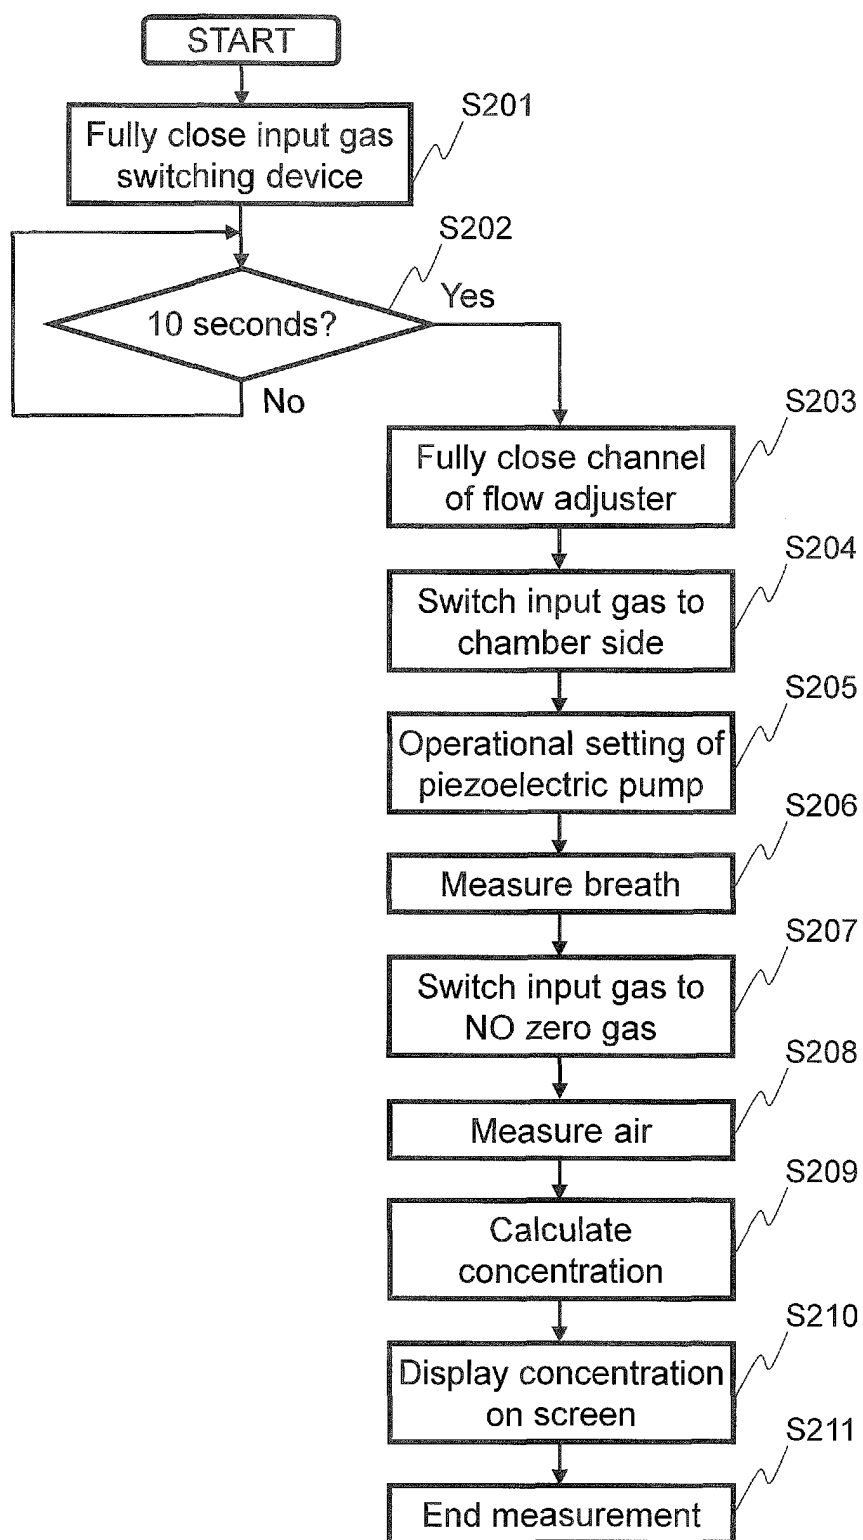 START
S201
Fully close input gas
switching device
S202
10 seconds?
Yes
No
S203
Fully close channel
of flow adjuster
S204
Switch input gas to
chamber side
S205
Operational setting of
piezoelectric pump
S206
Measure breath
S207
Switch input gas to
NO zero gas
S208
Measure air
S209
Calculate
concentration
S210
Display concentration
on screen
S211
End measurement